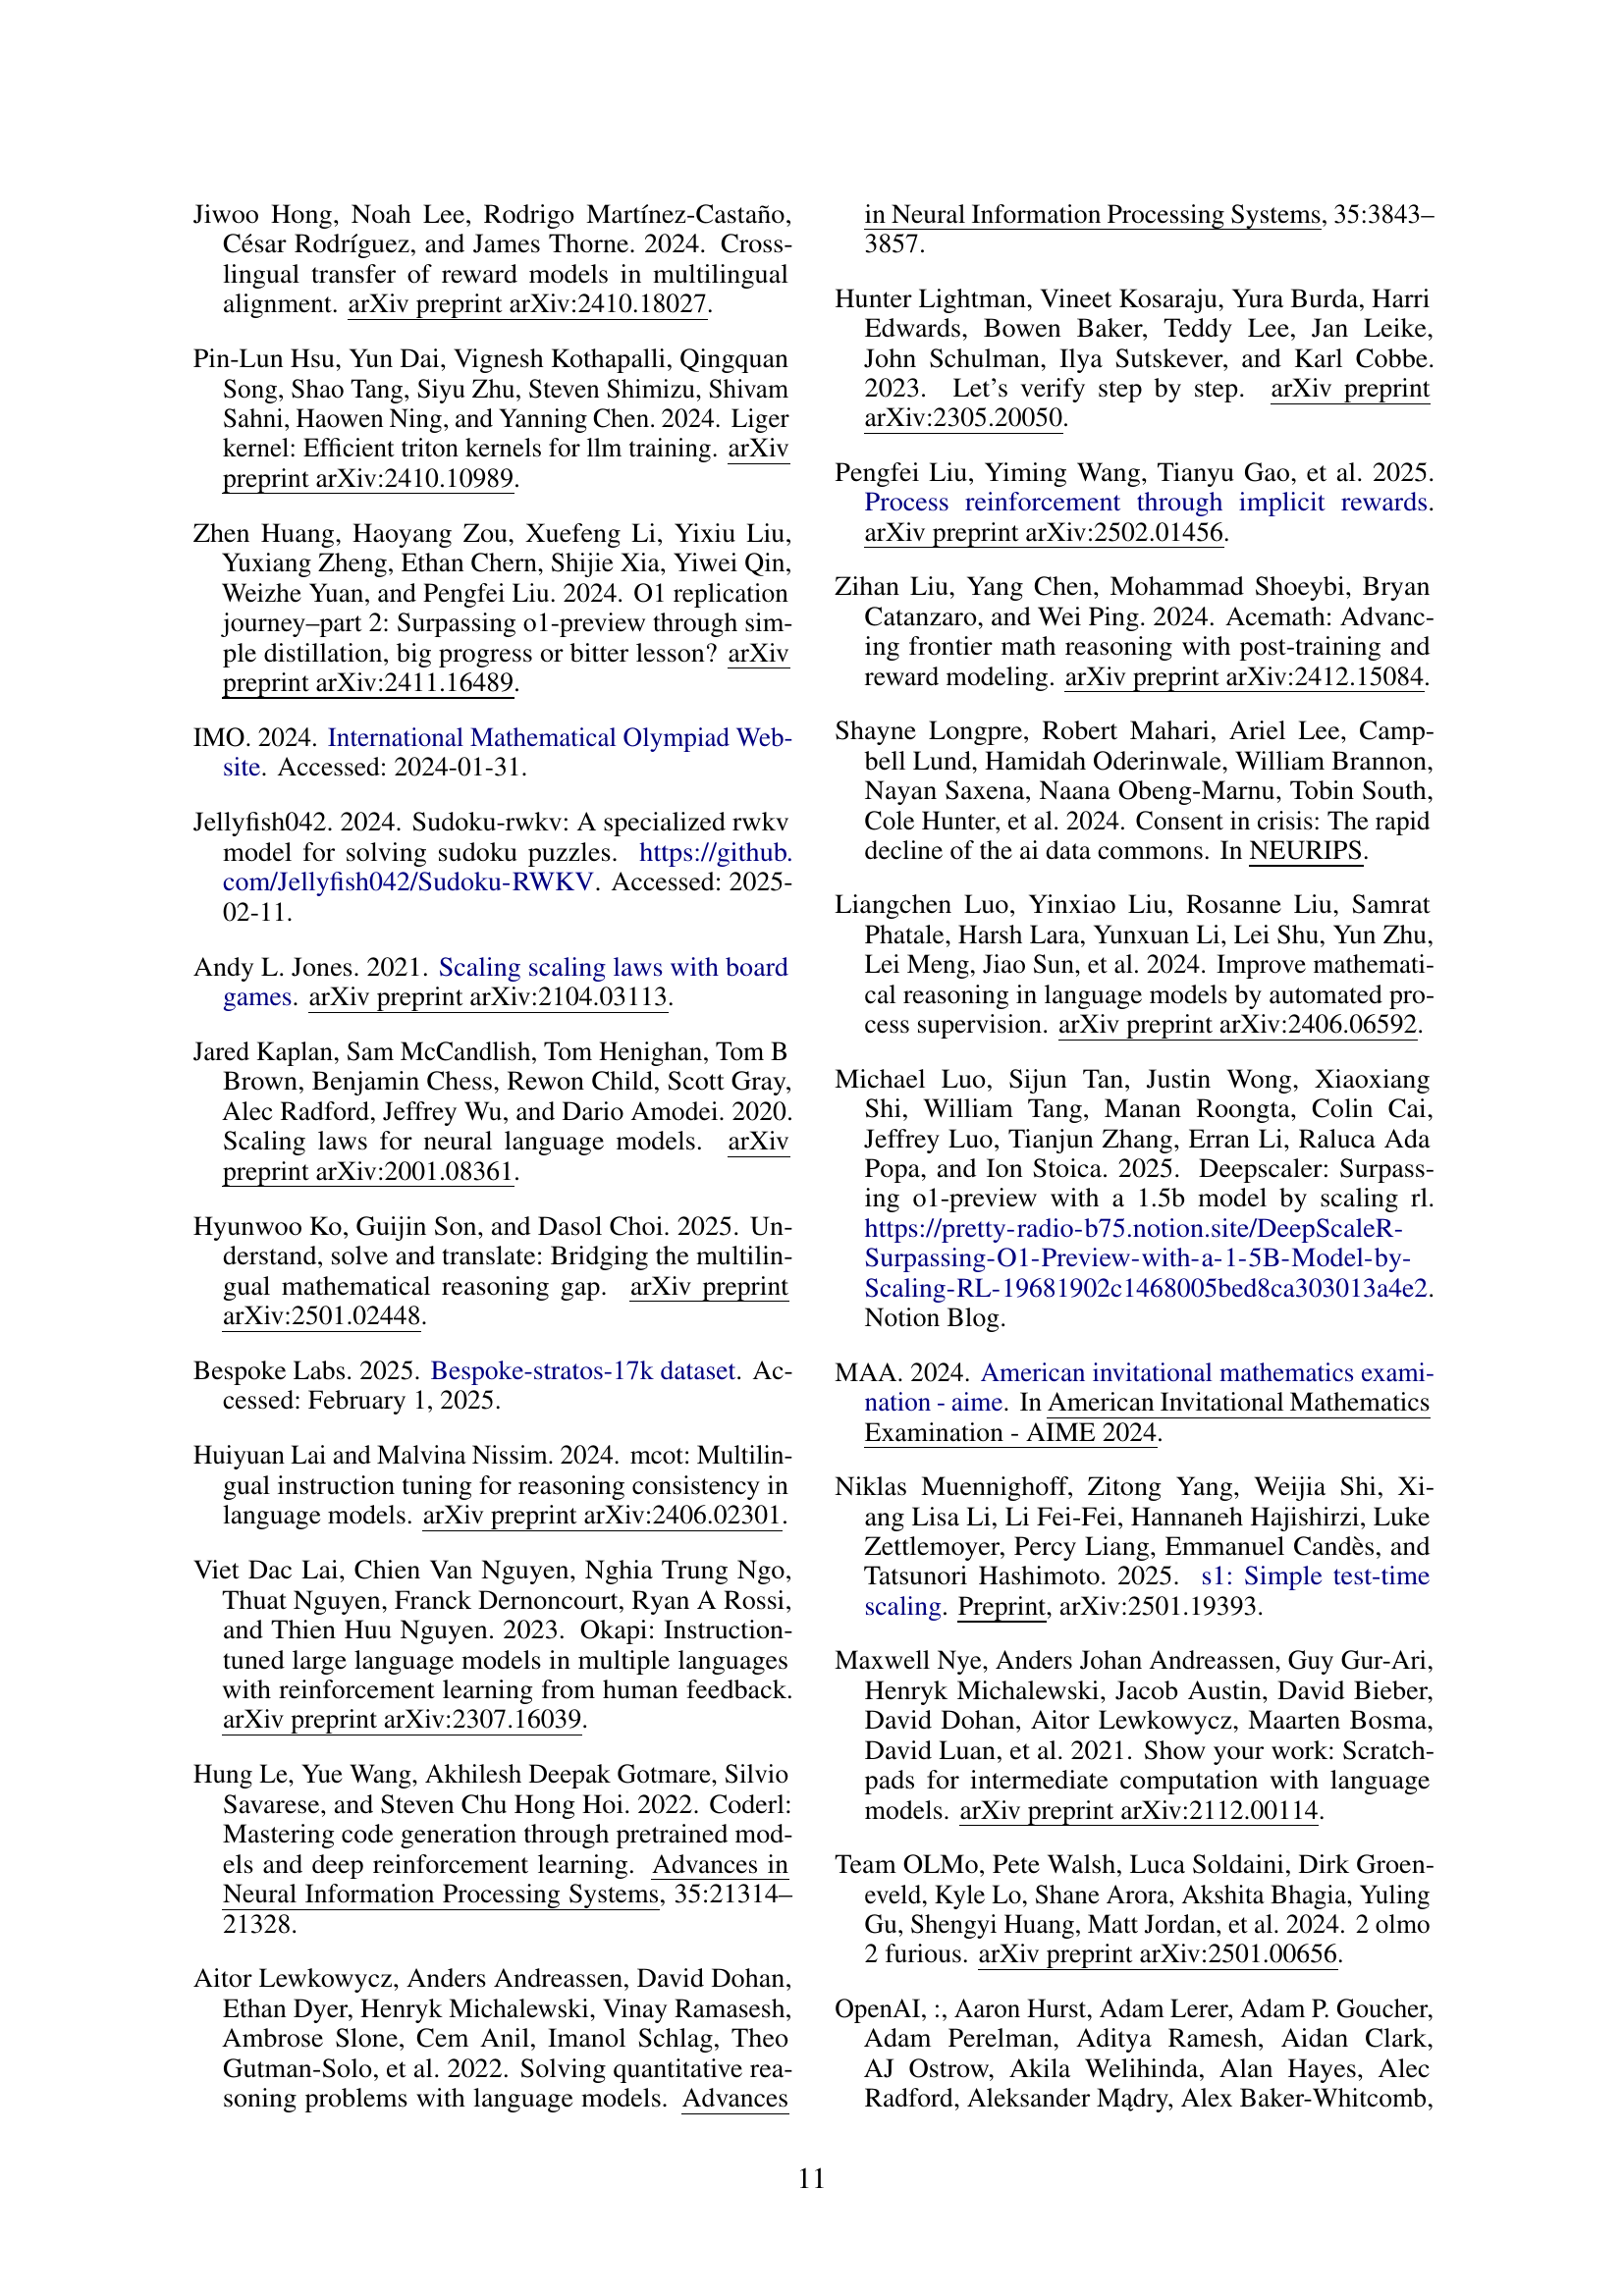 Jiwoo Hong, Noah Lee, Rodrigo Martínez-Castaño,
César Rodríguez, and James Thorne. 2024. Cross-
lingual transfer of reward models in multilingual
alignment. arXiv preprint arXiv:2410.18027.
Pin-Lun Hsu, Yun Dai, Vignesh Kothapalli, Qingquan
Song, Shao Tang, Siyu Zhu, Steven Shimizu, Shivam
Sahni, Haowen Ning, and Yanning Chen. 2024. Liger
kernel: Efficient triton kernels for llm training. arXiv
preprint arXiv:2410.10989.
Zhen Huang, Haoyang Zou, Xuefeng Li, Yixiu Liu,
Yuxiang Zheng, Ethan Chern, Shijie Xia, Yiwei Qin,
Weizhe Yuan, and Pengfei Liu. 2024. O1 replication
journey–part 2: Surpassing o1-preview through sim-
ple distillation, big progress or bitter lesson? arXiv
preprint arXiv:2411.16489.
IMO. 2024. International Mathematical Olympiad Web-
site. Accessed: 2024-01-31.
Jellyfish042. 2024. Sudoku-rwkv: A specialized rwkv
model for solving sudoku puzzles. https://github.
com/Jellyfish042/Sudoku-RWKV. Accessed: 2025-
02-11.
Andy L. Jones. 2021. Scaling scaling laws with board
games. arXiv preprint arXiv:2104.03113.
Jared Kaplan, Sam McCandlish, Tom Henighan, Tom B
Brown, Benjamin Chess, Rewon Child, Scott Gray,
Alec Radford, Jeffrey Wu, and Dario Amodei. 2020.
Scaling laws for neural language models. arXiv
preprint arXiv:2001.08361.
Hyunwoo Ko, Guijin Son, and Dasol Choi. 2025. Un-
derstand, solve and translate: Bridging the multilin-
gual mathematical reasoning gap. arXiv preprint
arXiv:2501.02448.
Bespoke Labs. 2025. Bespoke-stratos-17k dataset. Ac-
cessed: February 1, 2025.
Huiyuan Lai and Malvina Nissim. 2024. mcot: Multilin-
gual instruction tuning for reasoning consistency in
language models. arXiv preprint arXiv:2406.02301.
Viet Dac Lai, Chien Van Nguyen, Nghia Trung Ngo,
Thuat Nguyen, Franck Dernoncourt, Ryan A Rossi,
and Thien Huu Nguyen. 2023. Okapi: Instruction-
tuned large language models in multiple languages
with reinforcement learning from human feedback.
arXiv preprint arXiv:2307.16039.
Hung Le, Yue Wang, Akhilesh Deepak Gotmare, Silvio
Savarese, and Steven Chu Hong Hoi. 2022. Coderl:
Mastering code generation through pretrained mod-
els and deep reinforcement learning. Advances in
Neural Information Processing Systems, 35:21314–
21328.
Aitor Lewkowycz, Anders Andreassen, David Dohan,
Ethan Dyer, Henryk Michalewski, Vinay Ramasesh,
Ambrose Slone, Cem Anil, Imanol Schlag, Theo
Gutman-Solo, et al. 2022. Solving quantitative rea-
soning problems with language models. Advances
in Neural Information Processing Systems, 35:3843–
3857.
Hunter Lightman, Vineet Kosaraju, Yura Burda, Harri
Edwards, Bowen Baker, Teddy Lee, Jan Leike,
John Schulman, Ilya Sutskever, and Karl Cobbe.
2023. Let's verify step by step. arXiv preprint
arXiv:2305.20050.
Pengfei Liu, Yiming Wang, Tianyu Gao, et al. 2025.
Process reinforcement through implicit rewards.
arXiv preprint arXiv:2502.01456.
Zihan Liu, Yang Chen, Mohammad Shoeybi, Bryan
Catanzaro, and Wei Ping. 2024. Acemath: Advanc-
ing frontier math reasoning with post-training and
reward modeling. arXiv preprint arXiv:2412.15084.
Shayne Longpre, Robert Mahari, Ariel Lee, Camp-
bell Lund, Hamidah Oderinwale, William Brannon,
Nayan Saxena, Naana Obeng-Marnu, Tobin South,
Cole Hunter, et al. 2024. Consent in crisis: The rapid
decline of the ai data commons. In NEURIPS.
Liangchen Luo, Yinxiao Liu, Rosanne Liu, Samrat
Phatale, Harsh Lara, Yunxuan Li, Lei Shu, Yun Zhu,
Lei Meng, Jiao Sun, et al. 2024. Improve mathemati-
cal reasoning in language models by automated pro-
cess supervision. arXiv preprint arXiv:2406.06592.
Michael Luo, Sijun Tan, Justin Wong, Xiaoxiang
Shi, William Tang, Manan Roongta, Colin Cai,
Jeffrey Luo, Tianjun Zhang, Erran Li, Raluca Ada
Popa, and Ion Stoica. 2025. Deepscaler: Surpass-
ing o1-preview with a 1.5b model by scaling rl.
https://pretty-radio-b75.notion.site/DeepScaleR-
Surpassing-O1-Preview-with-a-1-5B-Model-by-
Scaling-RL-19681902c1468005bed8ca303013a4e2.
Notion Blog.
MAA. 2024. American invitational mathematics exami-
nation - aime. In American Invitational Mathematics
Examination - AIME 2024.
Niklas Muennighoff, Zitong Yang, Weijia Shi, Xi-
ang Lisa Li, Li Fei-Fei, Hannaneh Hajishirzi, Luke
Zettlemoyer, Percy Liang, Emmanuel Candès, and
Tatsunori Hashimoto. 2025. s1: Simple test-time
scaling. Preprint, arXiv:2501.19393.
Maxwell Nye, Anders Johan Andreassen, Guy Gur-Ari,
Henryk Michalewski, Jacob Austin, David Bieber,
David Dohan, Aitor Lewkowycz, Maarten Bosma,
David Luan, et al. 2021. Show your work: Scratch-
pads for intermediate computation with language
models. arXiv preprint arXiv:2112.00114.
Team OLMo, Pete Walsh, Luca Soldaini, Dirk Groen-
eveld, Kyle Lo, Shane Arora, Akshita Bhagia, Yuling
Gu, Shengyi Huang, Matt Jordan, et al. 2024. 2 olmo
2 furious. arXiv preprint arXiv:2501.00656.
OpenAI, :, Aaron Hurst, Adam Lerer, Adam P. Goucher,
Adam Perelman, Aditya Ramesh, Aidan Clark,
AJ Ostrow, Akila Welihinda, Alan Hayes, Alec
Radford, Aleksander Mądry, Alex Baker-Whitcomb,
11